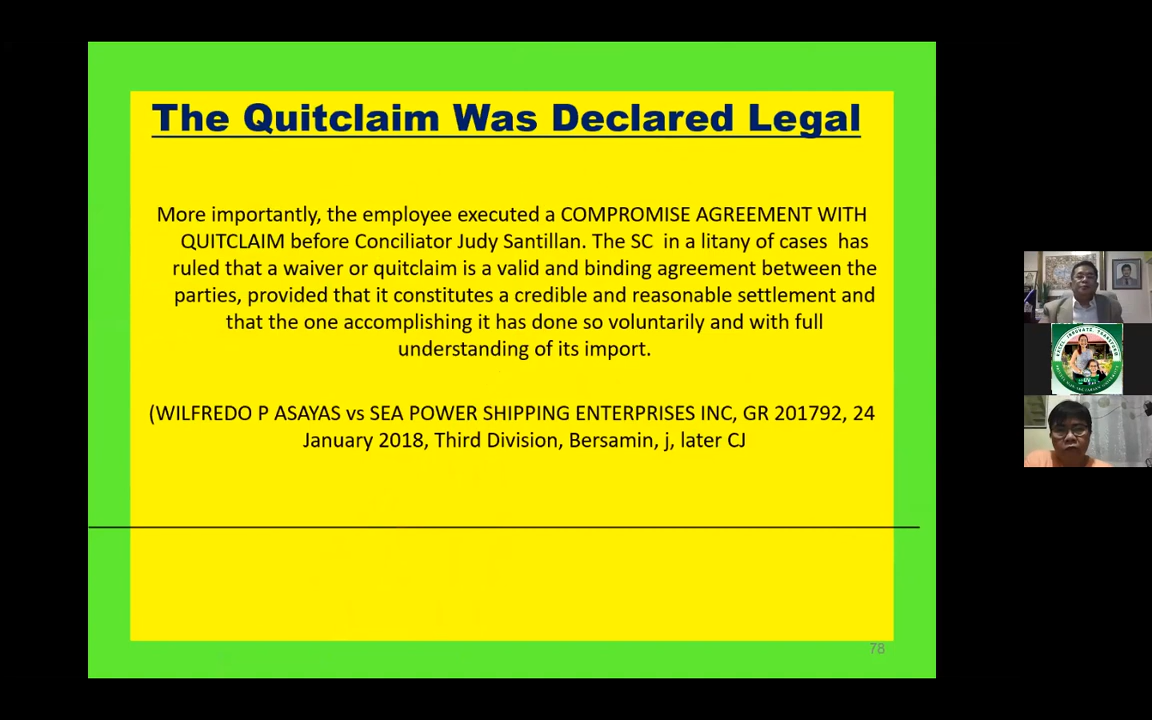 The Quitclaim Was Declared Legal
More importantly, the employee executed a COMPROMISE AGREEMENT WITH
QUITCLAIM before Conciliator Judy Santillan. The SC in a litany of cases has
ruled that a waiver or quitclaim is a valid and binding agreement between the
parties, provided that it constitutes a credible and reasonable settlement and
that the one accomplishing it has done so voluntarily and with full
understanding of its import.
(WILFREDO P ASAYAS vs SEA POWER SHIPPING ENTERPRISES INC, GR 201792, 24
January 2018, Third Division, Bersamin, j, later CJ
78